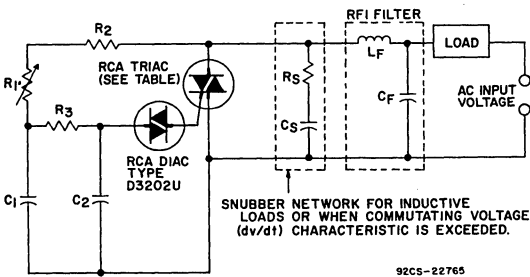 RFI FILTER
R2
LF
LOAD
RCA TRIAC
(SEE TABLE)
R1
RS
CF
AC INPUT
VOLTAGE
R3
CS
RCA DIAC
TYPE
D3202U
C1
C2
SNUBBER NETWORK FOR INDUCTIVE
LOADS OR WHEN COMMUTATING VOLTAGE
(dv/dt) CHARACTERISTIC IS EXCEEDED.
92CS-22765